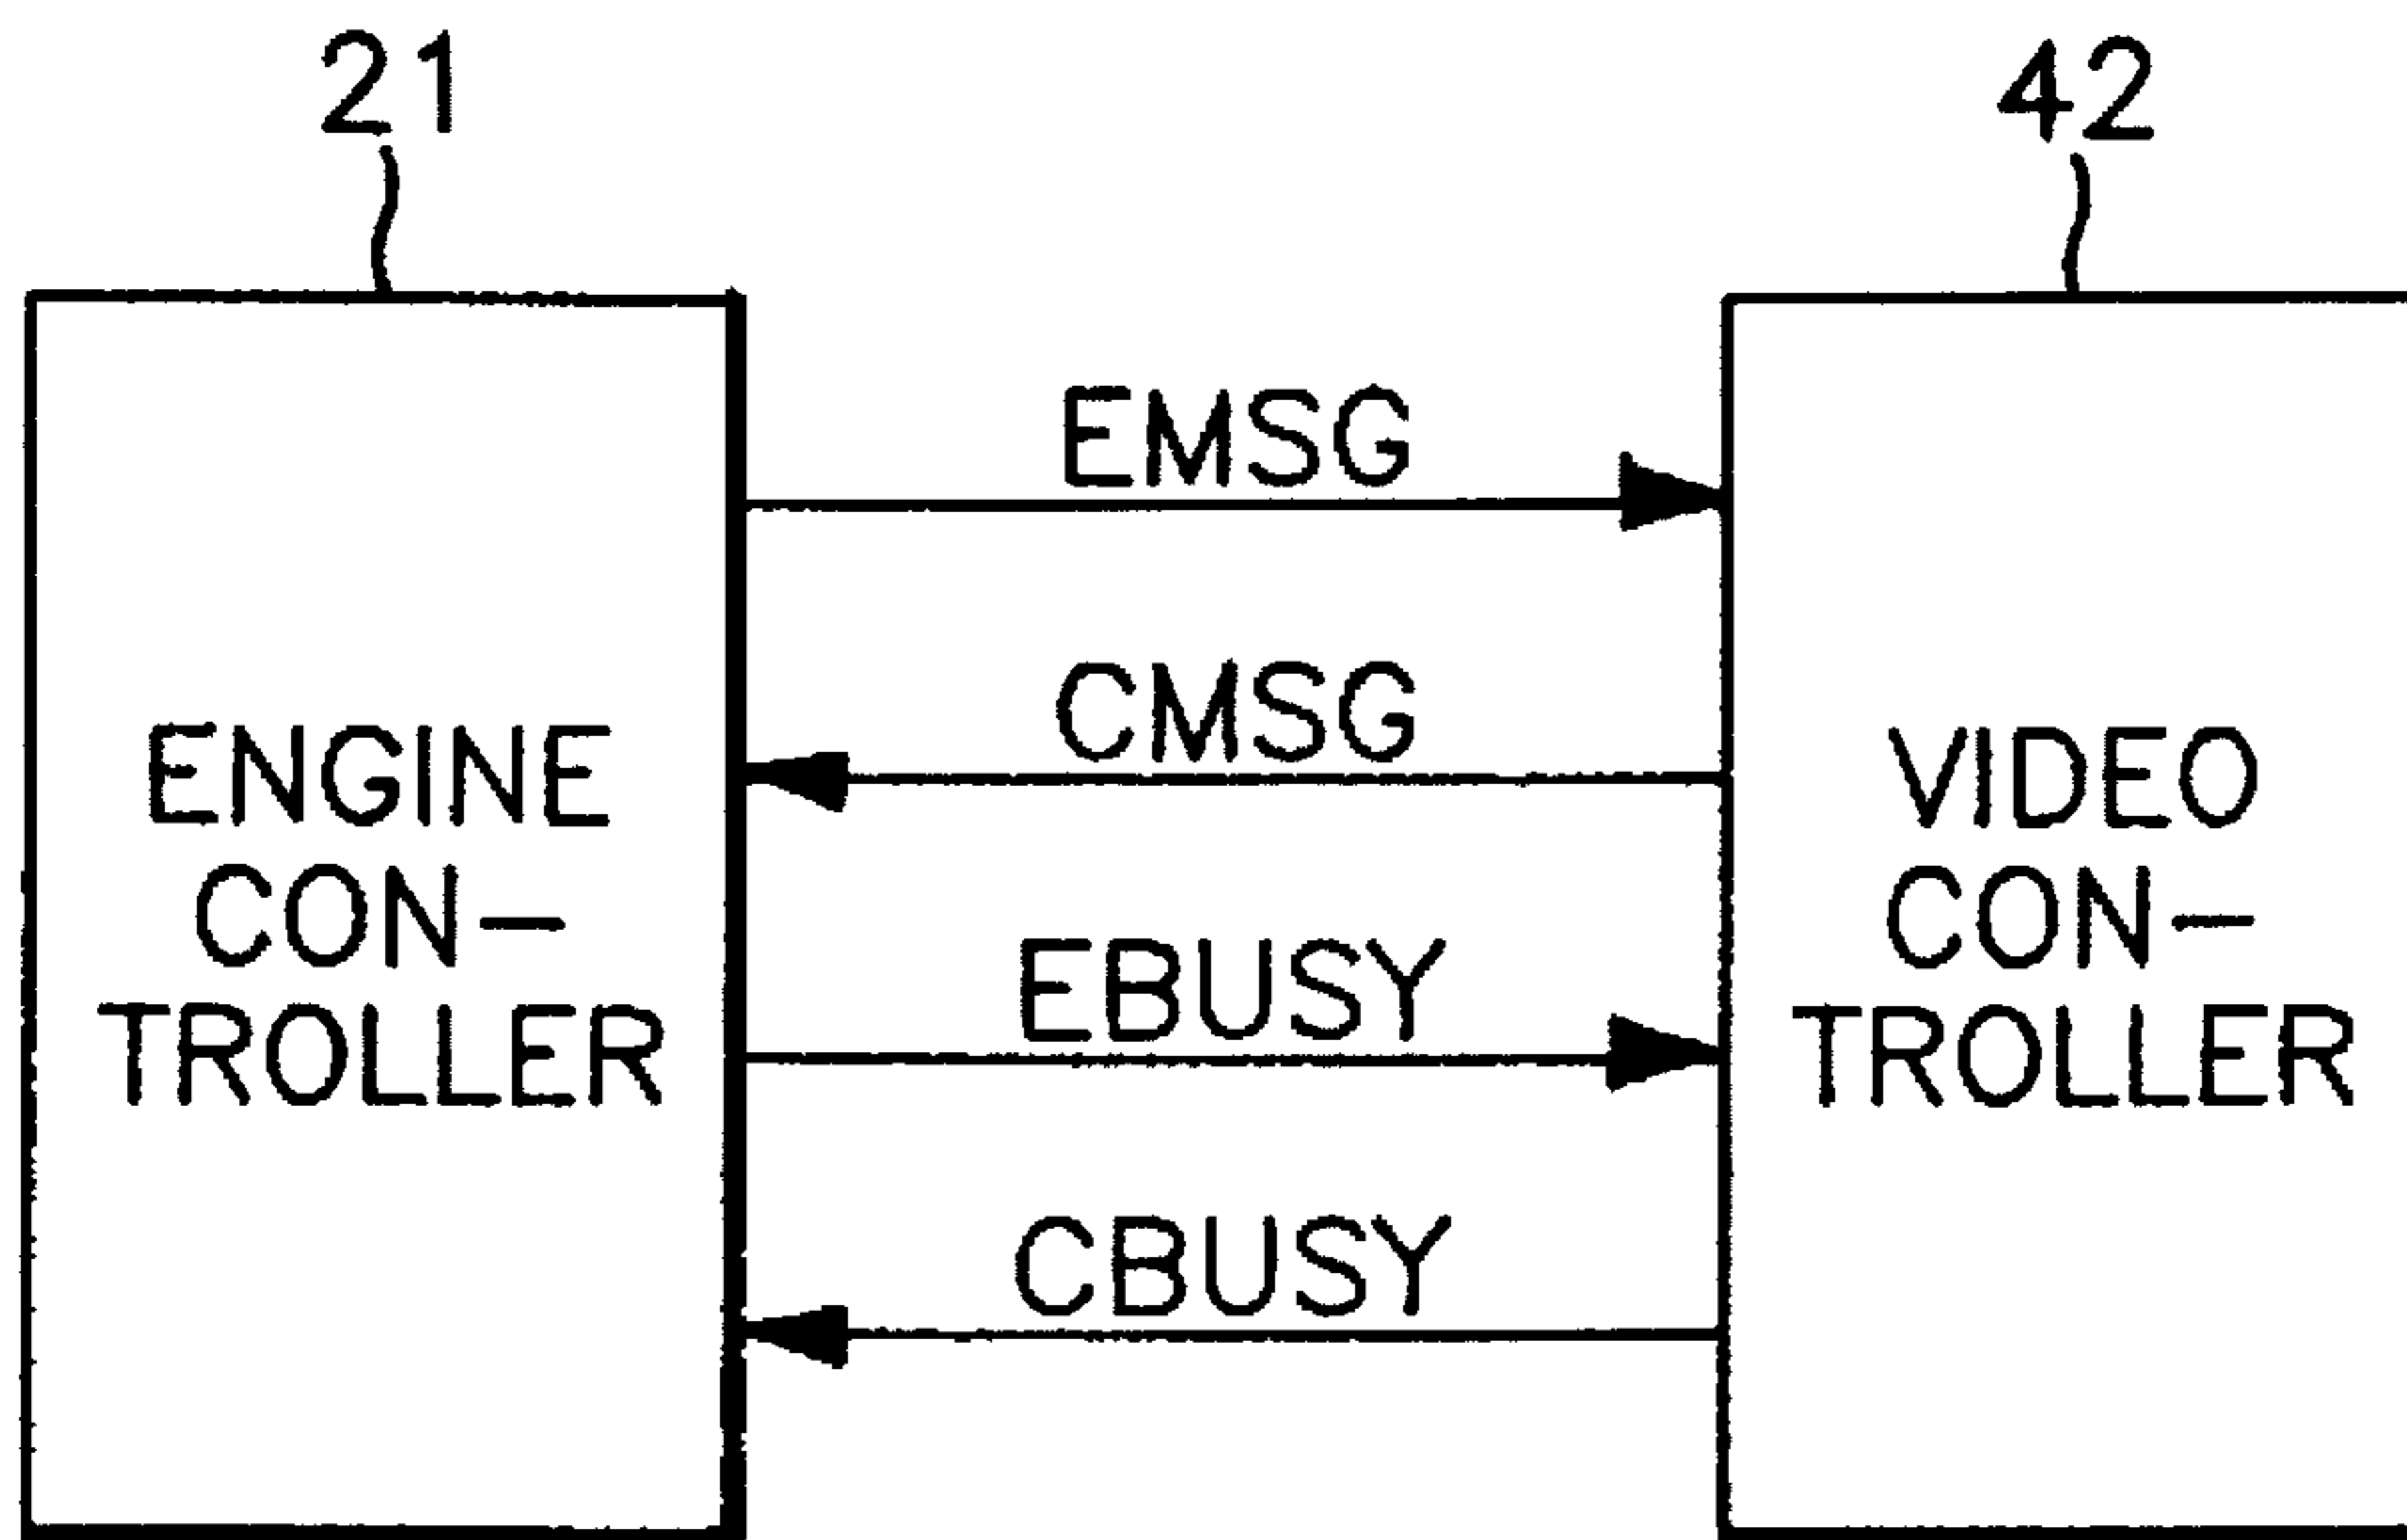 21
42
EMSG
CMSG
ENGINE
CON-
TROLLER
VIDEO
CON-
TROLLER
EBUSY
CBUSY